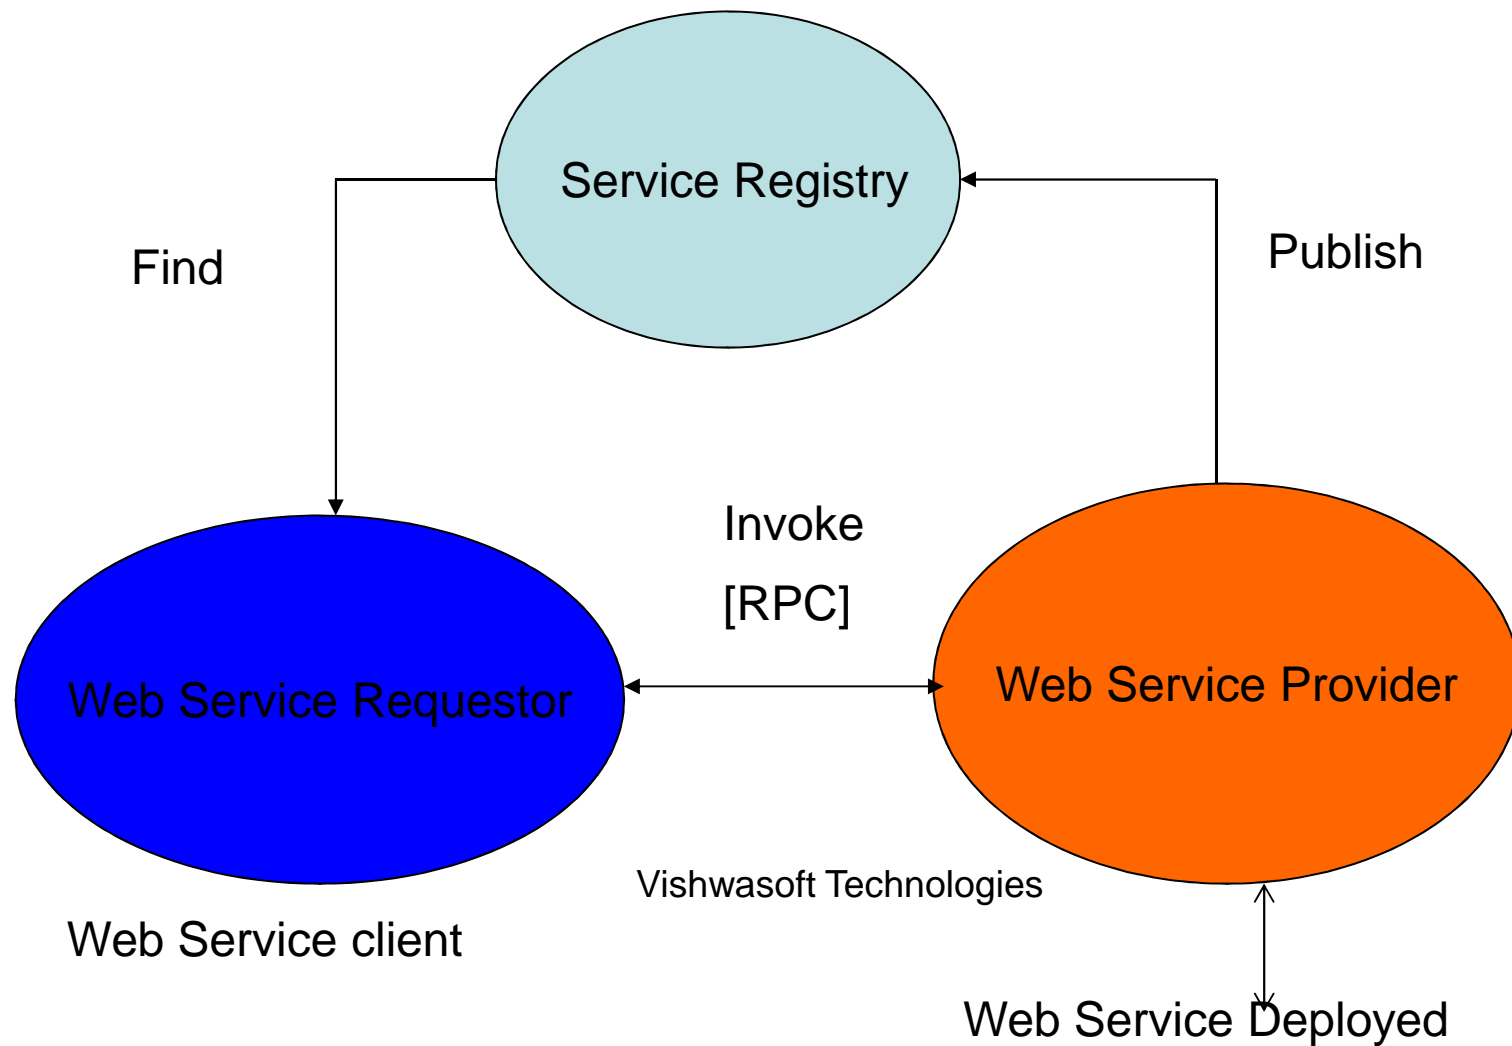 Service Registry
Find
Publish
Invoke
[RPC]
Web Service Requestor
Web Service Provider
Vishwasoft Technologies
Web Service client
Web Service Deployed